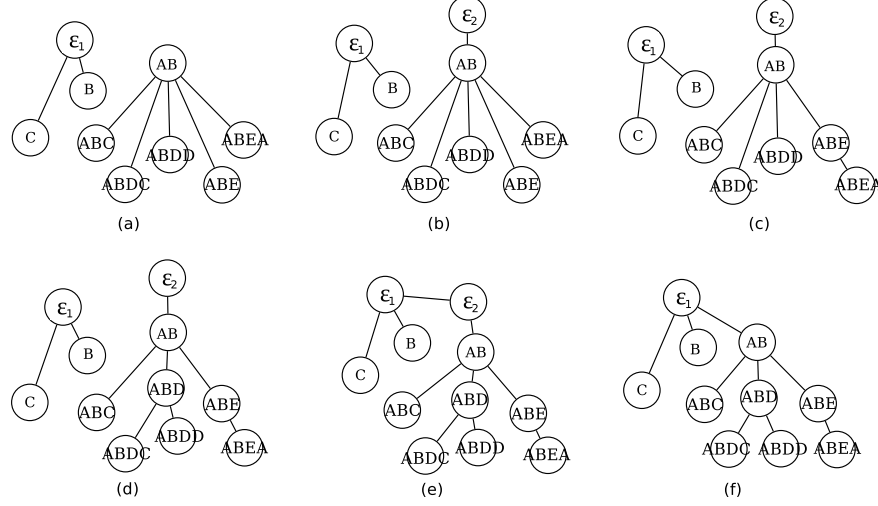 ε1 AB
C B ABC ABDC ABDD ABE ABEA
(a)
ε1 ε2
AB
C B ABC ABDC ABDD ABE ABEA
(b)
ε1 ε2
AB
C B ABC ABDC ABDD ABE ABEA
(c)
ε1 ε2
AB
C B ABC ABD ABE
ABDC ABDD ABEA
(d)
ε1 ε2
AB
C B ABC ABD ABE
ABDC ABDD ABEA
(e)
ε1
AB
C B ABC ABD ABE
ABDC ABDD ABEA
(f)